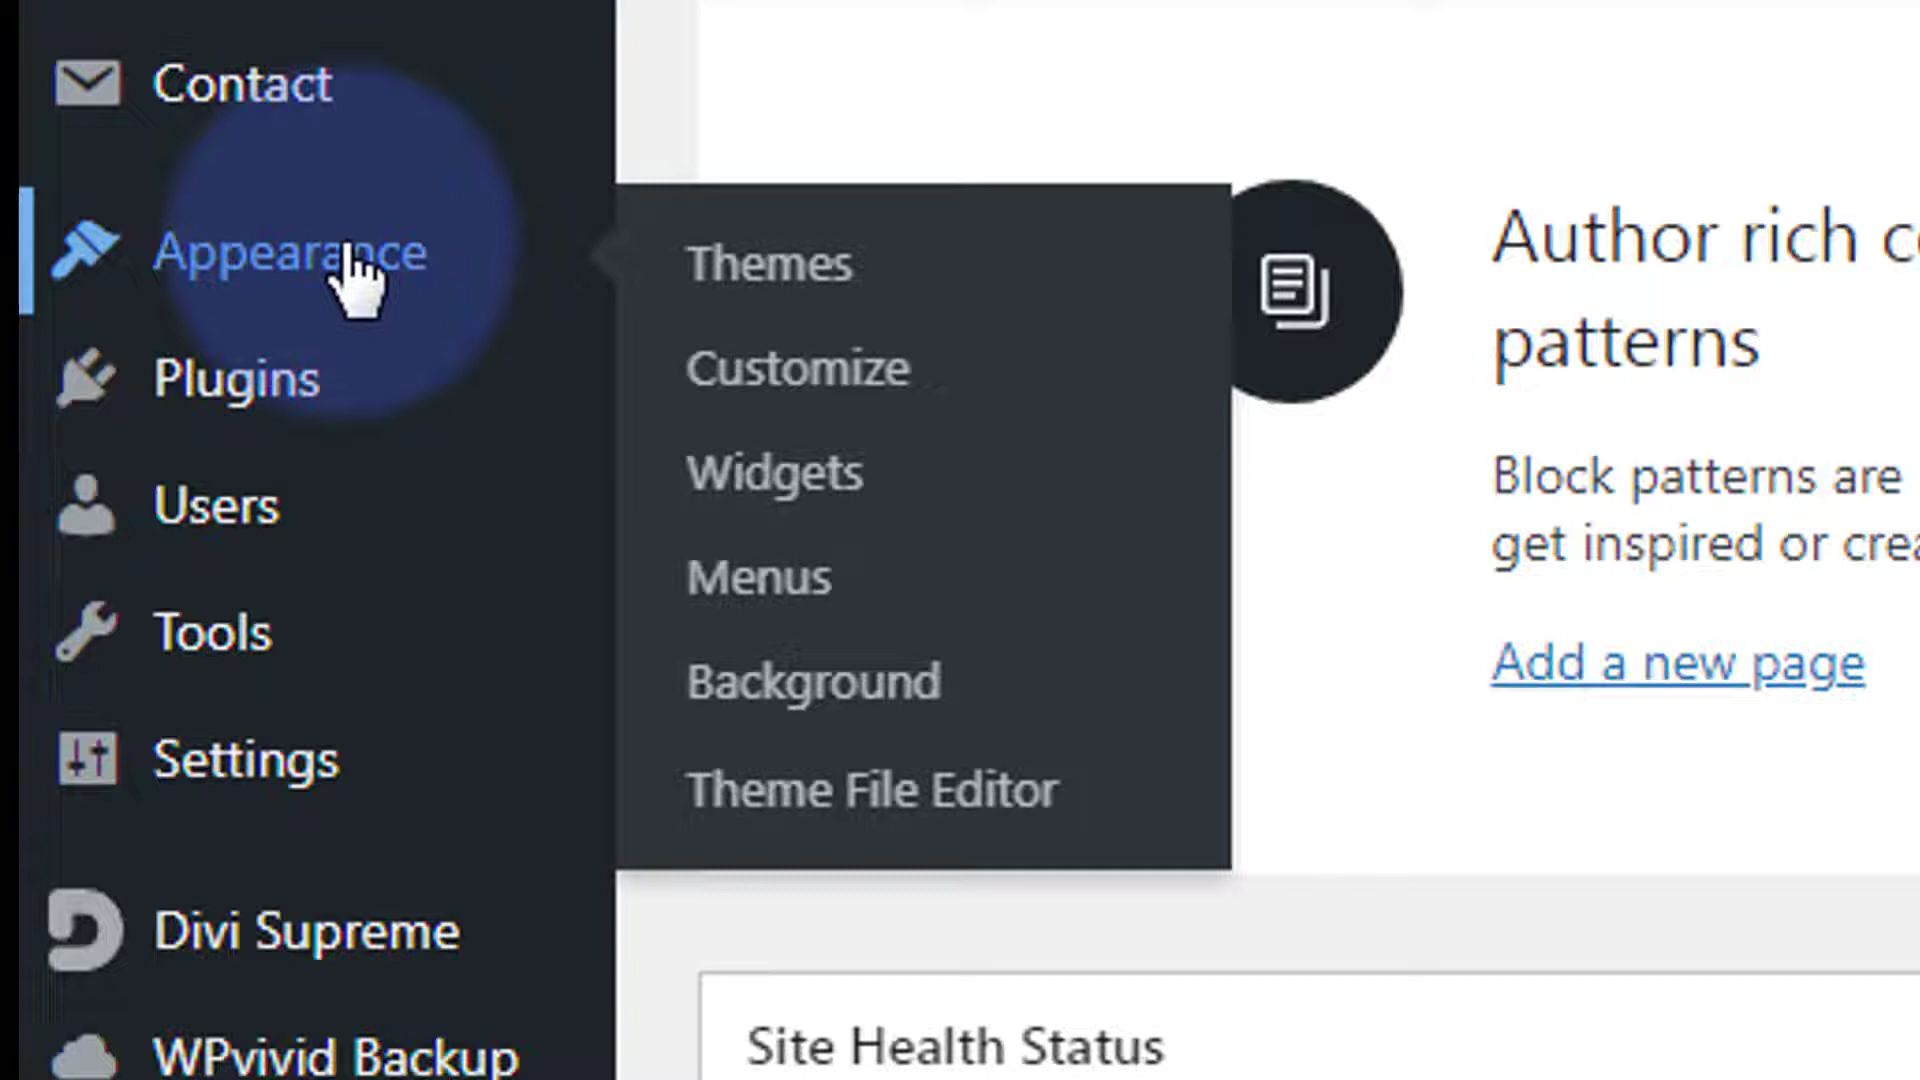 Contact
Appearance
Plugins
Users
Tools
Settings
Divi Supreme
WPvivid Backup
Themes
Customize
Widgets
Menus
Background
Theme File Editor
Author rich
patterns
Block patterns are
get inspired or
Add a new page
Site Health Status